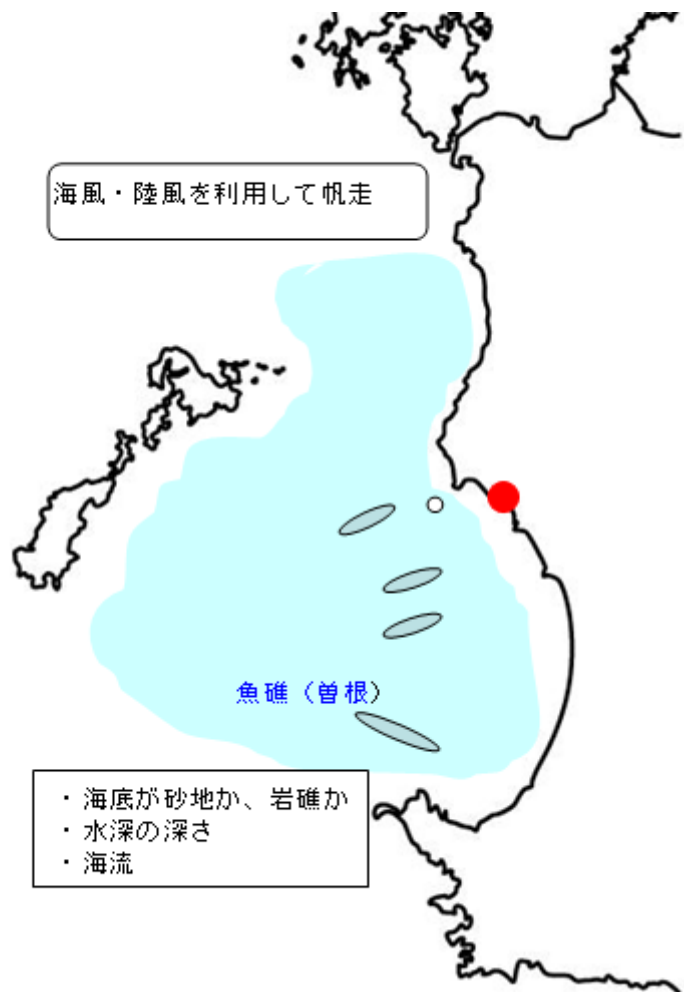 海風・陸風を利用して帆走
魚礁（曽根）
・海底が砂地か、岩礁か
・水深の深さ
・海流